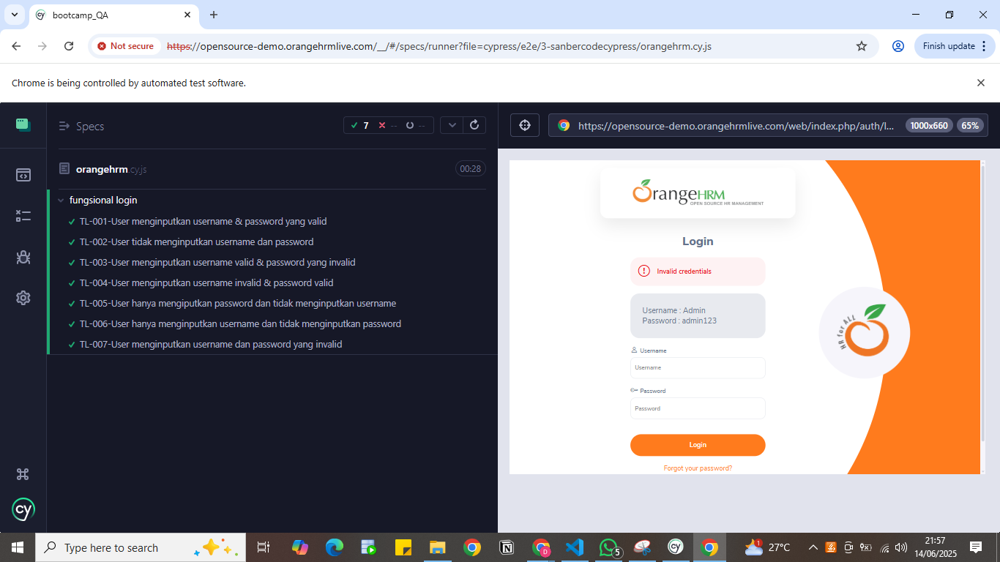 bootcamp_QA
Not secure
https://opensource-demo.orangehrmlive.com/__/#/specs/runner?file=cypress/e2e/3-sanbercodecypress/orangehrm.cy.js
Finish update
Chrome is being controlled by automated test software.
Specs
7 -- --
https://opensource-demo.orangehrmlive.com/web/index.php/auth/l...
1000x660
65%
orangehrm.cy.js
00:28
fungsional login
TL-001-User menginputkan username & password yang valid
TL-002-User tidak menginputkan username dan password
TL-003-User menginputkan username valid & password yang invalid
TL-004-User menginputkan username invalid & password valid
TL-005-User hanya mengiputkan password dan tidak menginputkan username
TL-006-User hanya menginputkan username dan tidak menginputkan password
TL-007-User menginputkan username dan password yang invalid
OrangeHRM
OPEN SOURCE HR MANAGEMENT
Login
Invalid credentials
Username : Admin
Password : admin123
Username
Username
Password
Password
Login
Forgot your password?
HR for ALL
cy
Type here to search
D
5
cy
1
27°C
21:57
14/06/2025